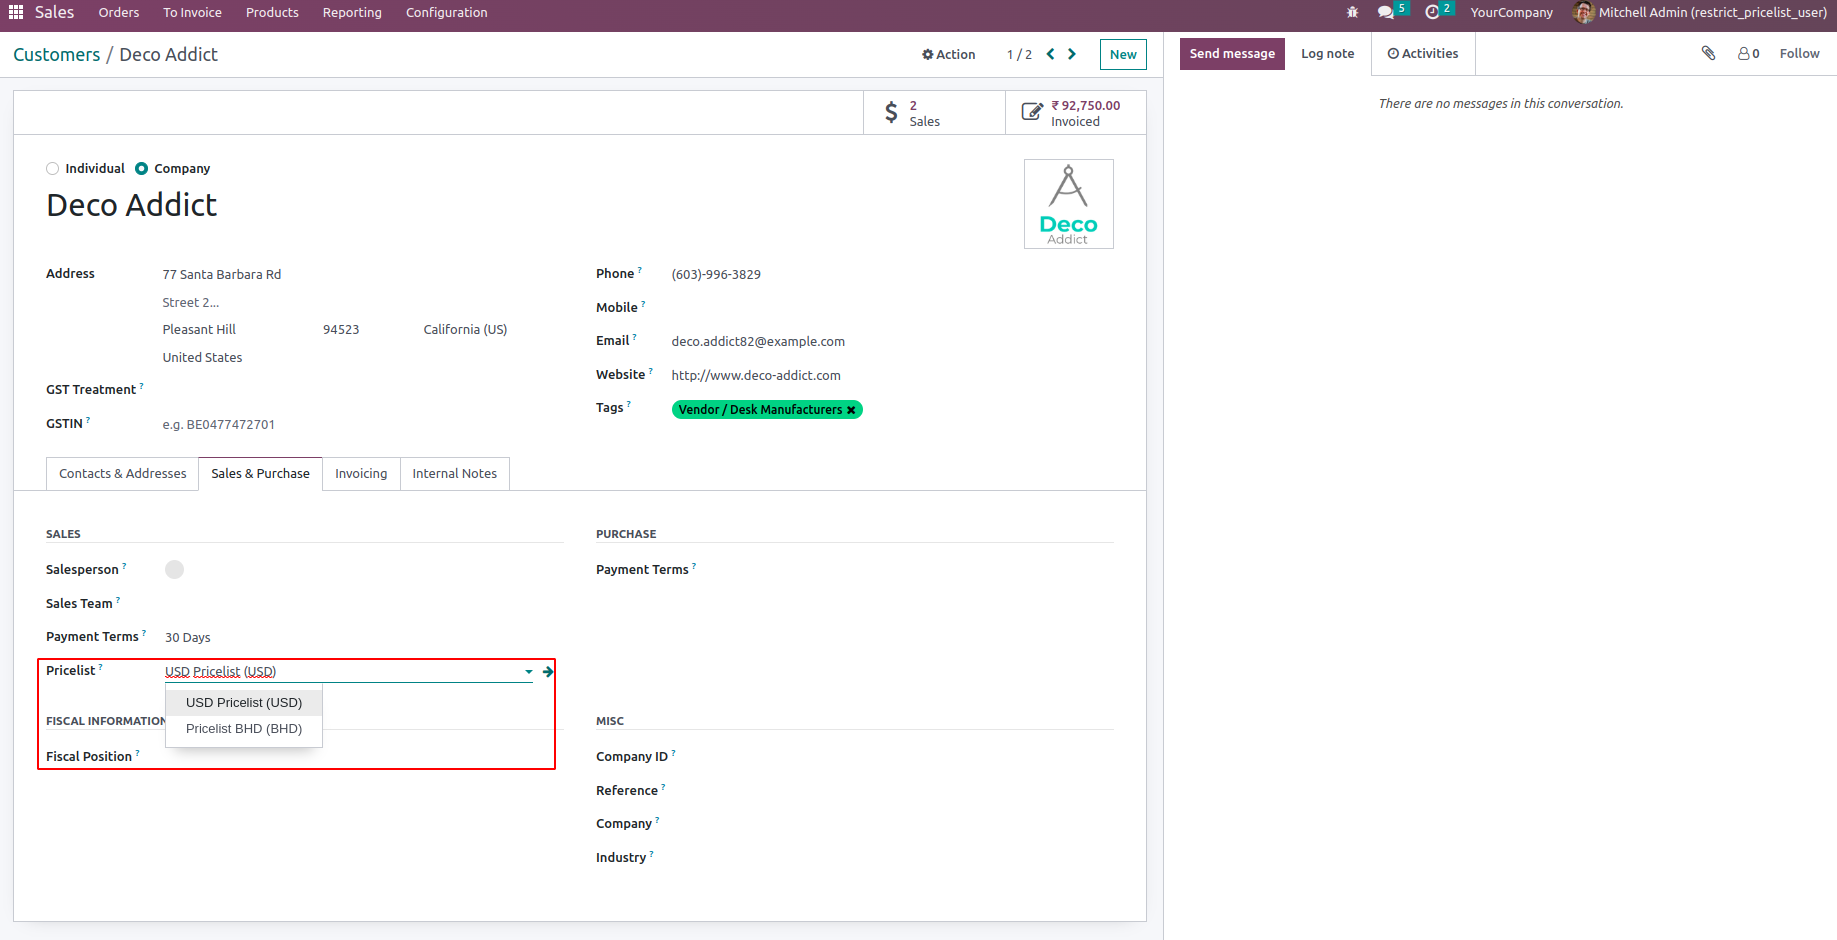 Sales Orders To Invoice Products Reporting Configuration 5 2 YourCompany Mitchell Admin (restrict_pricelist_user)
Customers / Deco Addict Action 1 / 2 New
Send message Log note Activities 0 Follow
There are no messages in this conversation.
$ 2 Sales
₹ 92,750.00 Invoiced
Individual Company
Deco Addict
Deco
Addict
Address 77 Santa Barbara Rd
Street 2...
Pleasant Hill 94523 California (US)
United States
GST Treatment ?
GSTIN ? e.g. BE0477472701
Phone ? (603)-996-3829
Mobile ?
Email ? deco.addict82@example.com
Website ? http://www.deco-addict.com
Tags ? Vendor / Desk Manufacturers ×
Contacts & Addresses Sales & Purchase Invoicing Internal Notes
SALES
Salesperson ?
Sales Team ?
Payment Terms ? 30 Days
Pricelist ? USD Pricelist (USD)
USD Pricelist (USD)
Pricelist BHD (BHD)
FISCAL INFORMATION
Fiscal Position ?
PURCHASE
Payment Terms ?
MISC
Company ID ?
Reference ?
Company ?
Industry ?